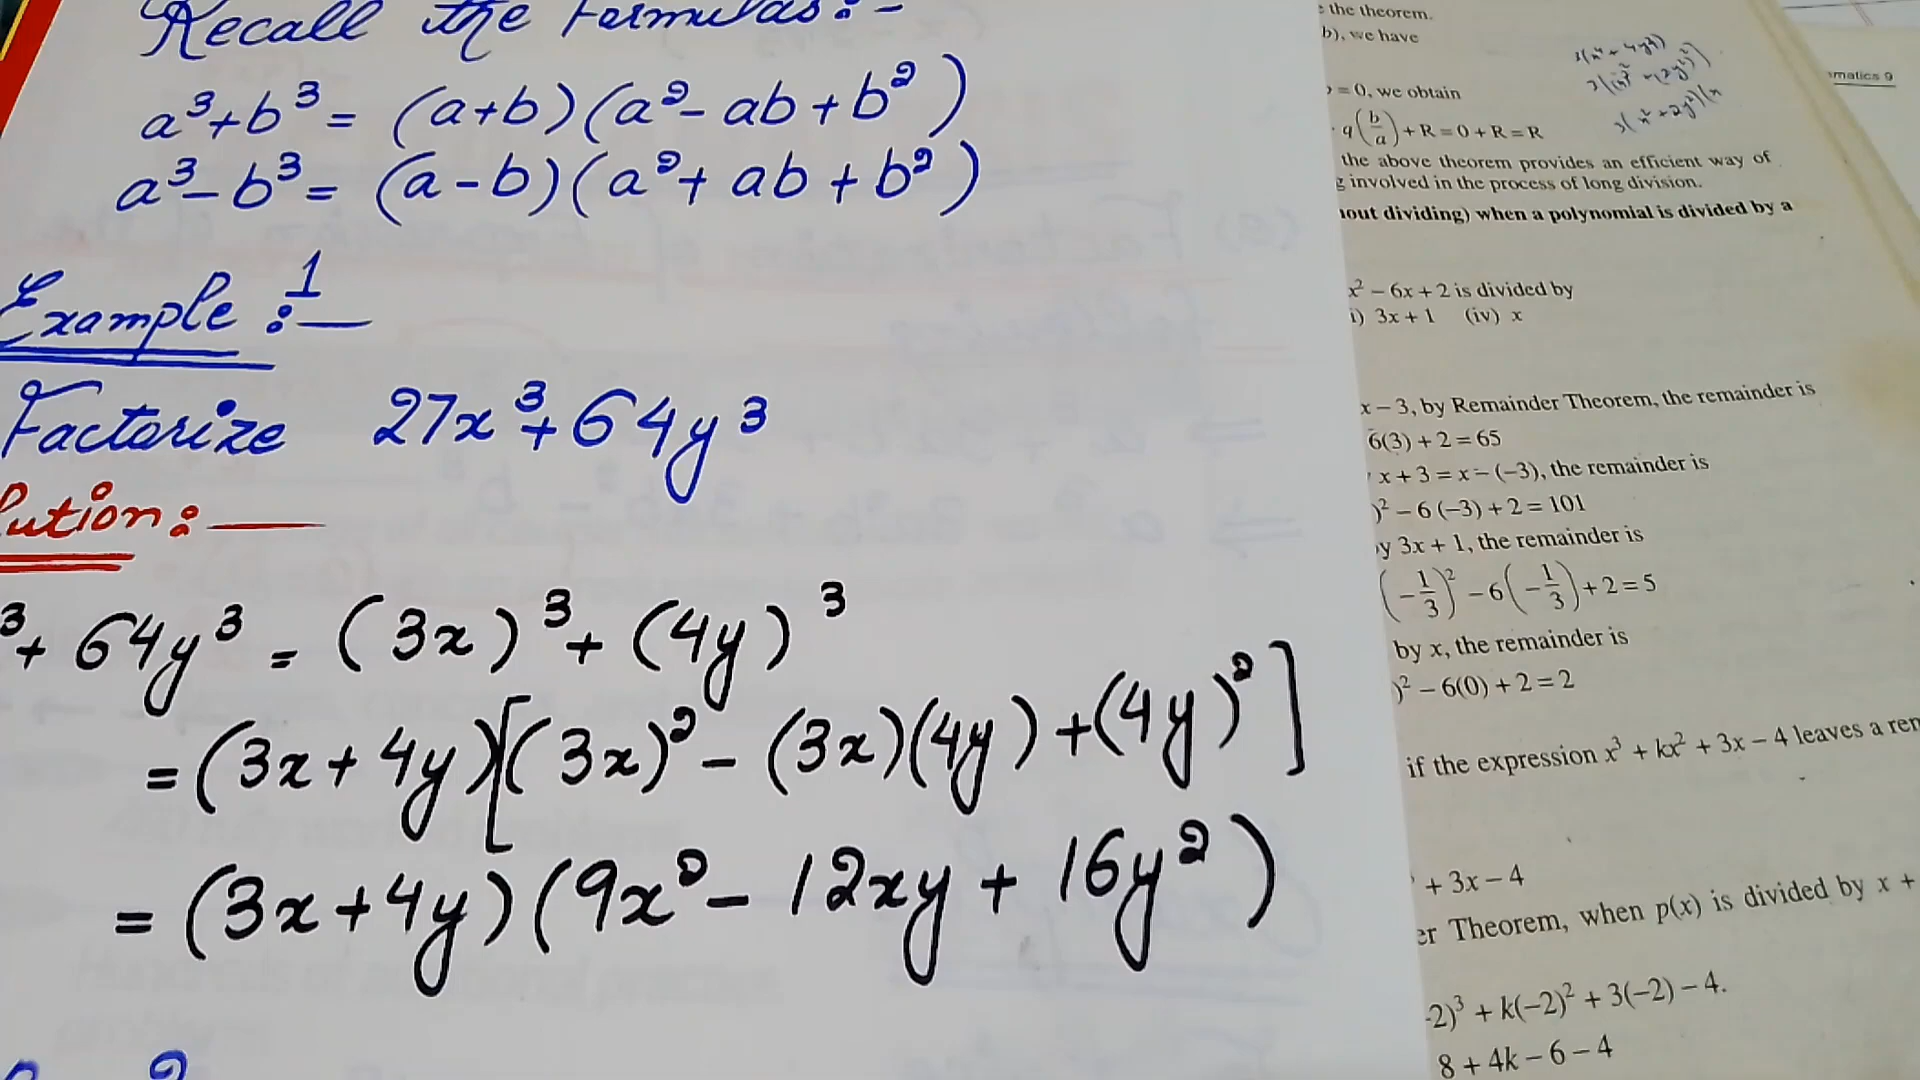 Recall the formulas:-
a³+b³ = (a+b)(a²-ab+b²)
a³-b³ = (a-b)(a²+ab+b²)
Example 1:-
Factorize 27x³+64y³
lution:-
³+ 64y³ = (3x)³+(4y)³
= (3x+4y)[(3x)²-(3x)(4y)+(4y)²]
= (3x+4y)(9x²-12xy+16y²)
the theorem.
b), we have
= 0, we obtain
q(b/a) + R = 0 + R = R
the above theorem provides an efficient way of
involved in the process of long division.
out dividing) when a polynomial is divided by a
x² – 6x + 2 is divided by
i) 3x + 1 (iv) x
x – 3, by Remainder Theorem, the remainder is
6(3) + 2 = 65
x + 3 = x – (–3), the remainder is
)² – 6 (–3) + 2 = 101
y 3x + 1, the remainder is
(–1/3)² – 6(–1/3) + 2 = 5
by x, the remainder is
)² – 6(0) + 2 = 2
if the expression x³ + kx² + 3x – 4 leaves a rem
+ 3x – 4
er Theorem, when p(x) is divided by x +
-2)³ + k(–2)² + 3(–2) – 4.
8 + 4k – 6 – 4
matics 9